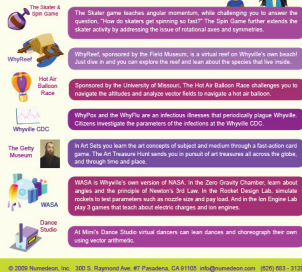 The Skater &
Spin Game
The Skater game teaches angular momentum, while challenging you to answer the
question, "How do skaters get spinning so fast?" The Spin Game further extends the
skater activity by addressing the issue of rotational axes and symmetries.
WhyReef
WhyReef, sponsored by the Field Museum, is a virtual reef on Whyville's own beach!
Just dive in and you can explore the reef and lean about the species that live inside.
Hot Air
Balloon
Race
Sponsored by the University of Missouri, The Hot Air Balloon Race challenges you to
navigate the altitudes and analyze vector fields to navigate a hot air balloon.
Whyville CDC
WhyPox and the WhyFlu are an infectious illnesses that periodically plague Whyville.
Citizens investigate the parameters of the infections at the Whyville CDC.
The Getty
Museum
In Art Sets you learn the art concepts of subject and medium through a fast-action card
game. The Art Treasure Hunt sends you in pursuit of art treasures all across the globe,
and through time and place.
WASA
WASA is Whyville's own version of NASA. In the Zero Gravity Chamber, learn about
angles and the principle of Newton's 3rd Law. In the Rocket Design Lab, simulate
rockets to test parameters such as nozzle size and pay load. And in the Ion Engine Lab
play 3 games that teach about electric charges and ion engines.
Dance
Studio
At Mimi's Dance Studio virtual dancers can lean dances and choreograph their own
using vector arithmetic.
© 2009 Numedeon, Inc. 300 S. Raymond Ave. #7 Pasadena, CA 91105 info@numedeon.com (626) 683 - 312